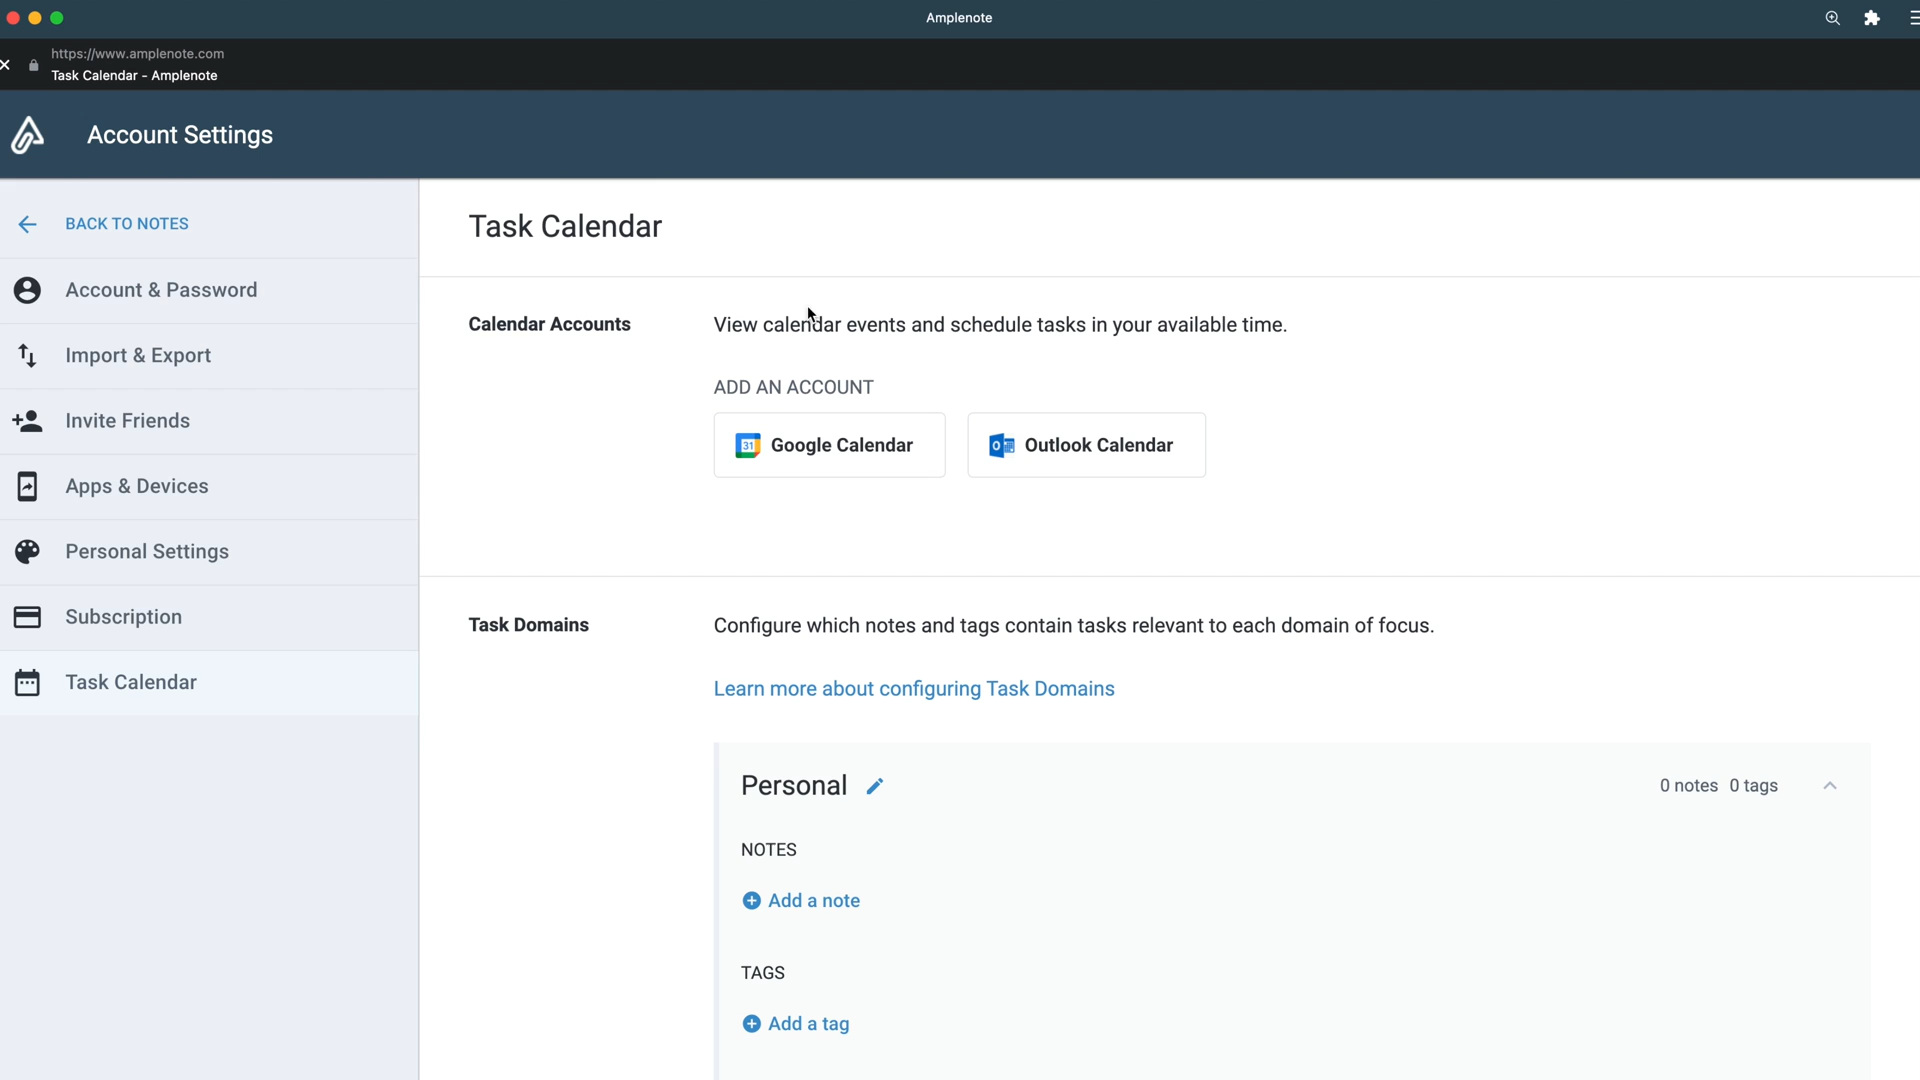 Amplenote
https://www.amplenote.com
Task Calendar - Amplenote
Account Settings
BACK TO NOTES
Account & Password
Import & Export
Invite Friends
Apps & Devices
Personal Settings
Subscription
Task Calendar
Task Calendar
Calendar Accounts
View calendar events and schedule tasks in your available time.
ADD AN ACCOUNT
31 Google Calendar
Outlook Calendar
Task Domains
Configure which notes and tags contain tasks relevant to each domain of focus.
Learn more about configuring Task Domains
Personal
0 notes 0 tags
NOTES
Add a note
TAGS
Add a tag